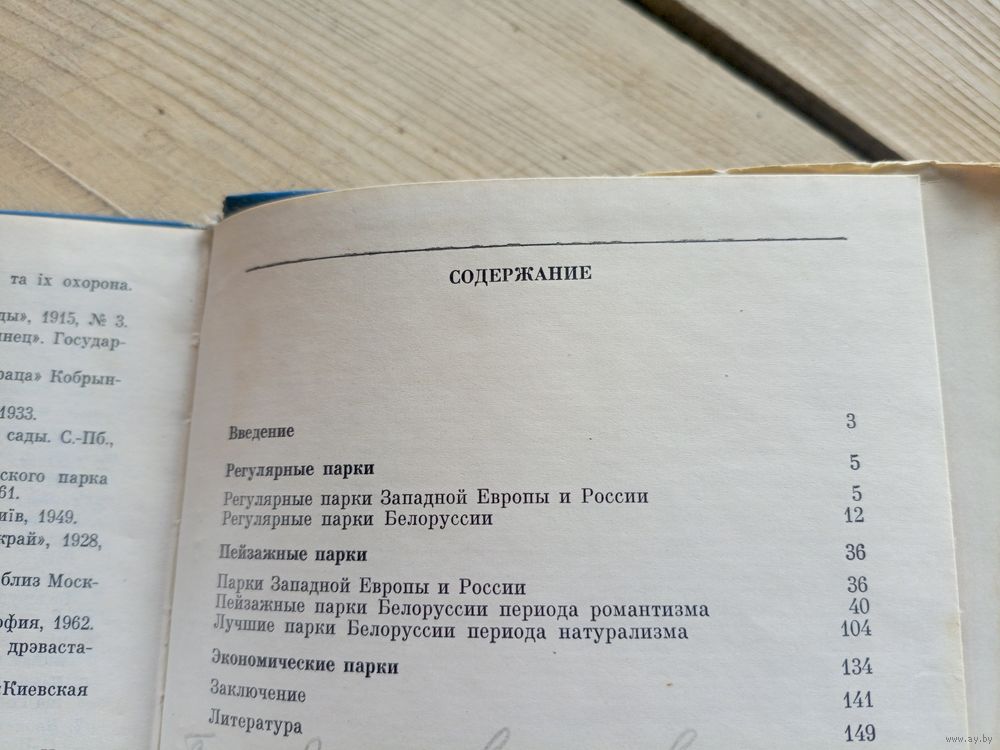 та їх охорона.
ды», 1915, № 3.
нец». Государ-
раца» Кобрын-
1933.
сады. С.-Пб.,
ского парка
61.
иїв, 1949.
край», 1928,
близ Моск-
офия, 1962.
дрэваста-
«Киевская
СОДЕРЖАНИЕ
Введение 3
Регулярные парки 5
Регулярные парки Западной Европы и России 5
Регулярные парки Белоруссии 12
Пейзажные парки 36
Парки Западной Европы и России 36
Пейзажные парки Белоруссии периода романтизма 40
Лучшие парки Белоруссии периода натурализма 104
Экономические парки 134
Заключение 141
Литература 149
www.ay.by